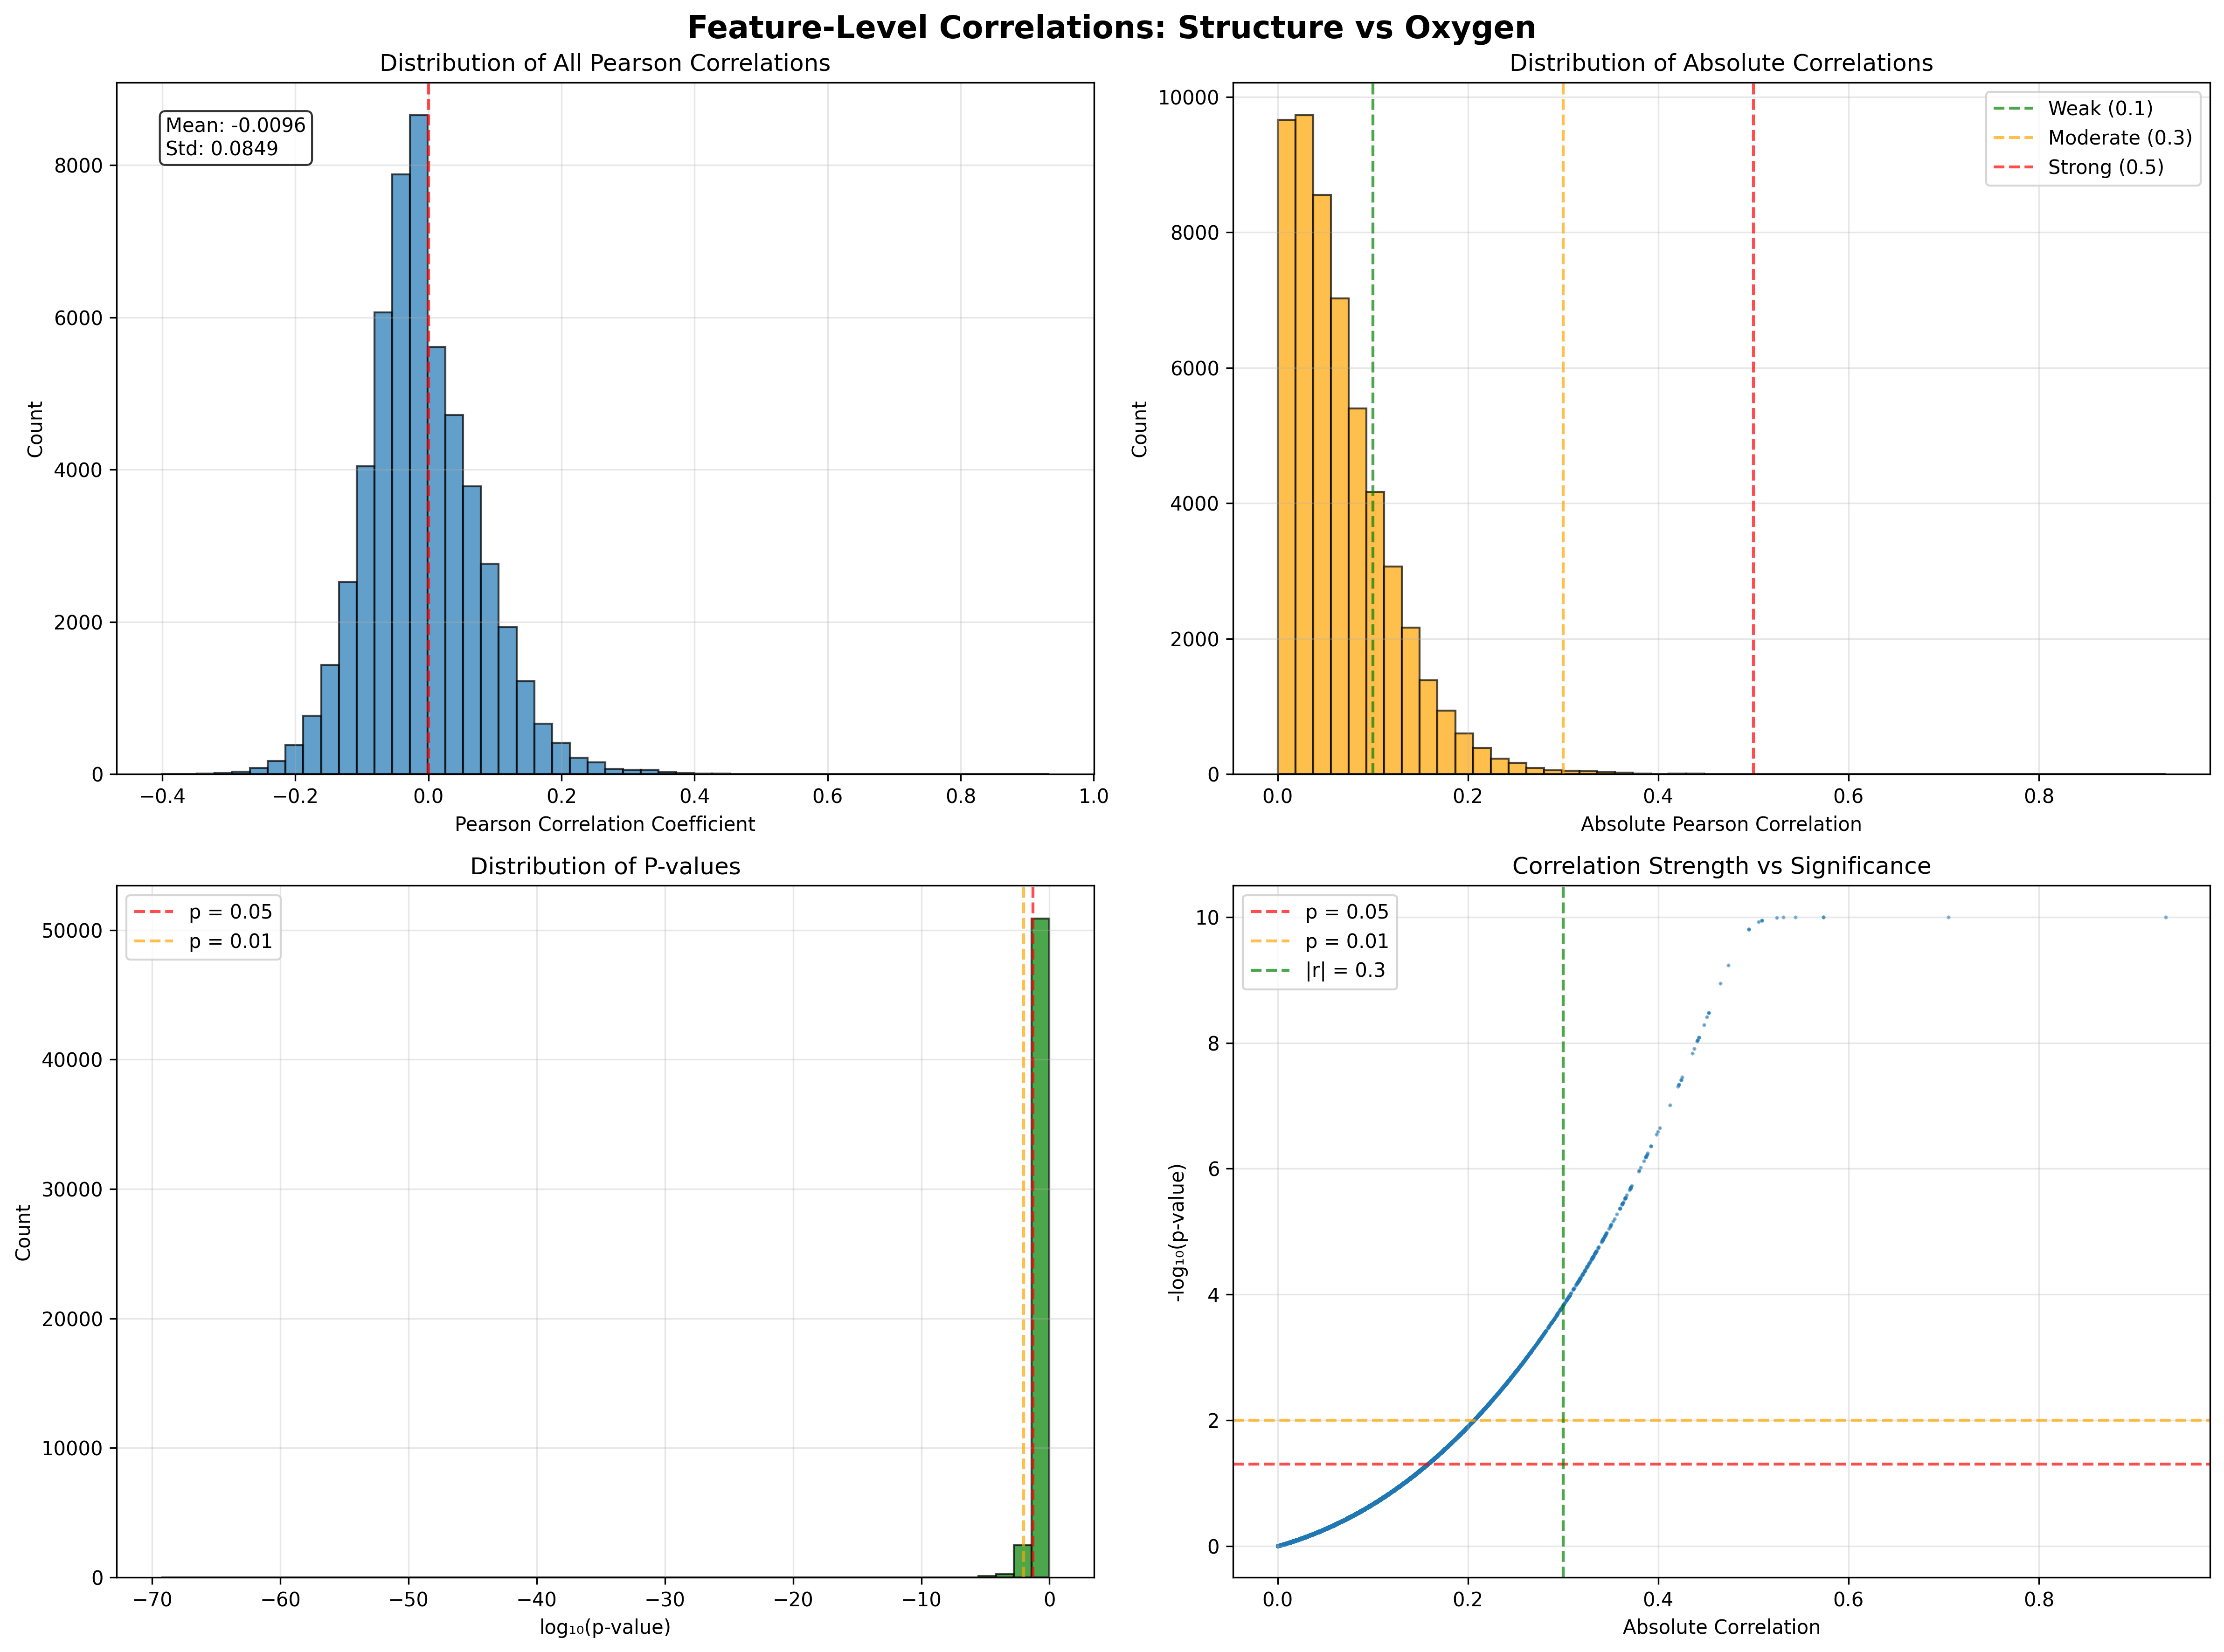 Feature-Level Correlations: Structure vs Oxygen
Distribution of All Pearson Correlations
Mean: -0.0096
Std: 0.0849
Count
8000
6000
4000
2000
0
−0.4 −0.2 0.0 0.2 0.4 0.6 0.8 1.0
Pearson Correlation Coefficient
Distribution of Absolute Correlations
Weak (0.1)
Moderate (0.3)
Strong (0.5)
Count
10000
8000
6000
4000
2000
0
0.0 0.2 0.4 0.6 0.8
Absolute Pearson Correlation
Distribution of P-values
p = 0.05
p = 0.01
Count
50000
40000
30000
20000
10000
0
−70 −60 −50 −40 −30 −20 −10 0
log₁₀(p-value)
Correlation Strength vs Significance
p = 0.05
p = 0.01
|r| = 0.3
-log₁₀(p-value)
10
8
6
4
2
0
0.0 0.2 0.4 0.6 0.8
Absolute Correlation